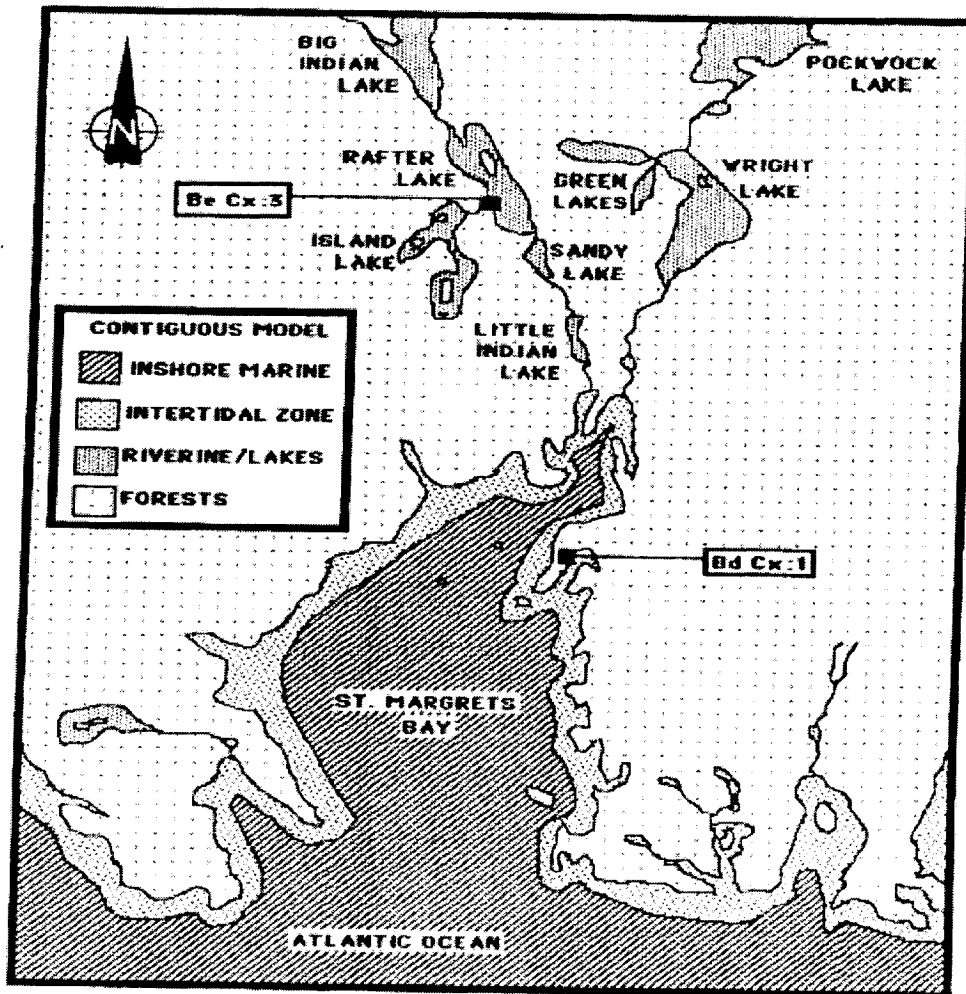 BIG
INDIAN
LAKE
POCKWOCK
LAKE
N
RAFTER
LAKE
GREEN
LAKES
WRIGHT
LAKE
Be Cx:3
ISLAND
LAKE
SANDY
LAKE
LITTLE
INDIAN
LAKE
CONTIGUOUS MODEL
INSHORE MARINE
INTERTIDAL ZONE
RIVERINE/LAKES
FORESTS
Bd Cx:1
ST. MARGRETS
BAY
ATLANTIC OCEAN